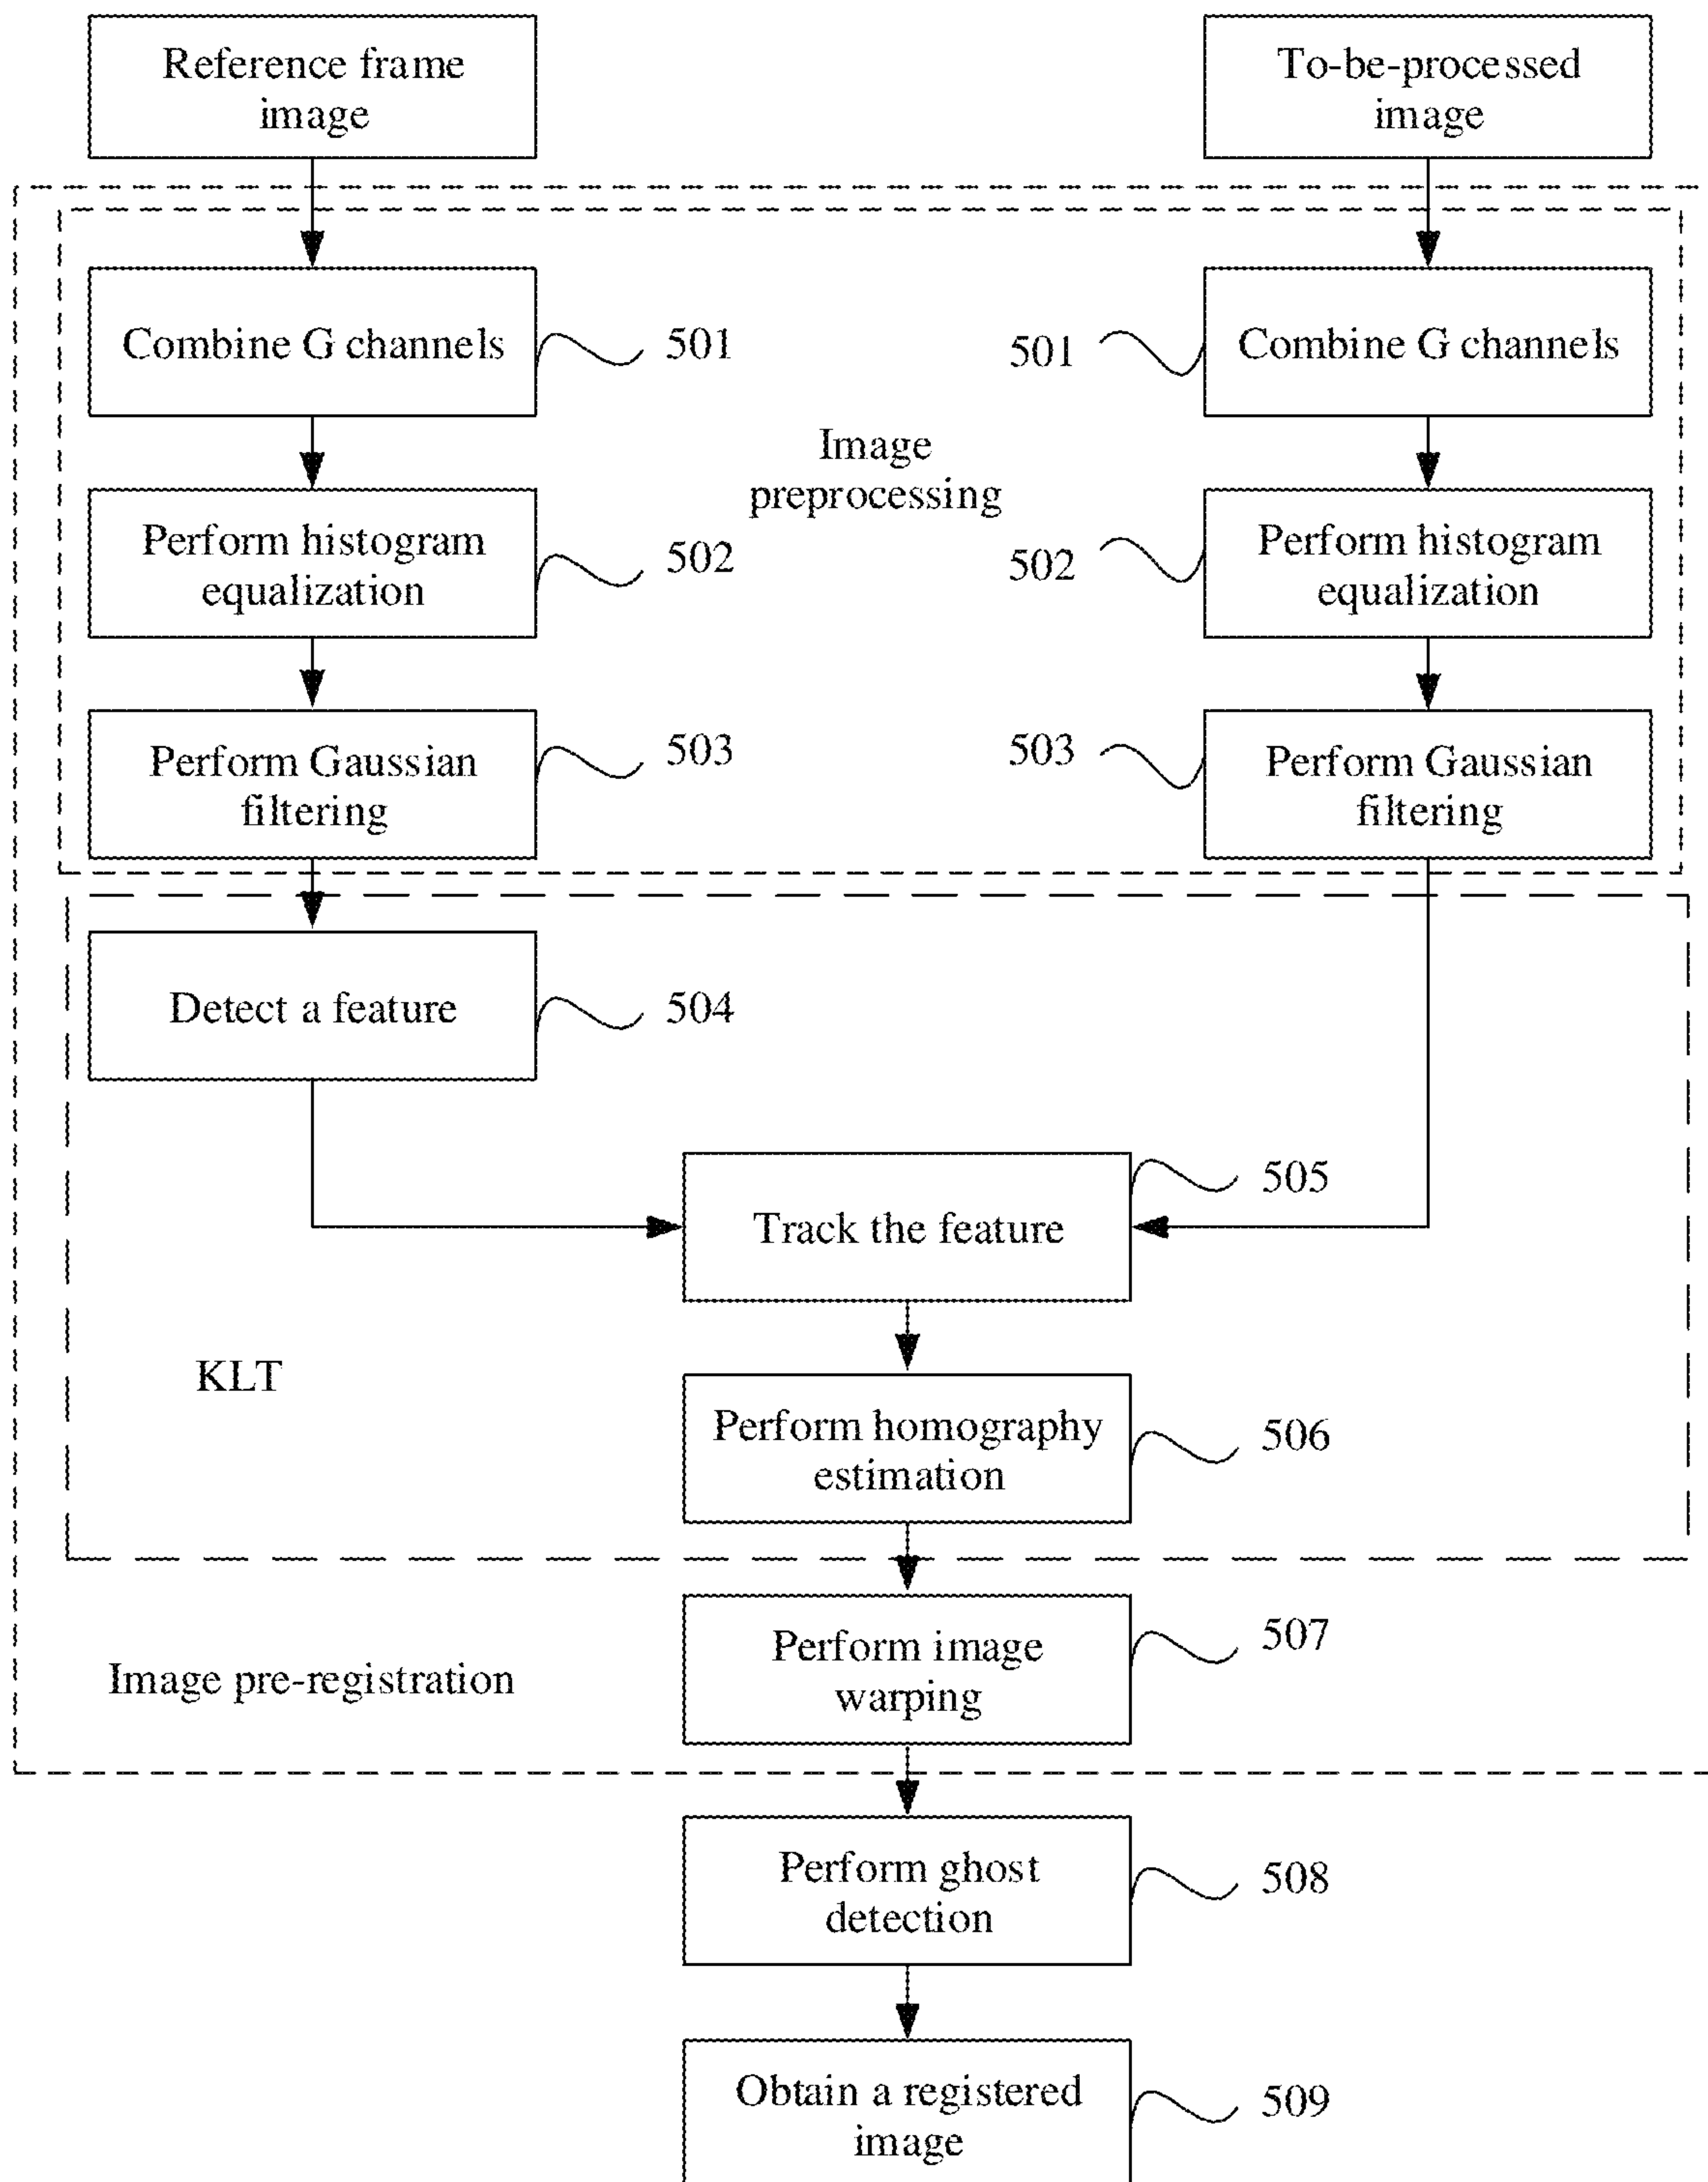 Reference frame
image
To-be-processed
image
Combine G channels
501
501
Combine G channels
Image
preprocessing
Perform histogram
equalization
502
502
Perform histogram
equalization
Perform Gaussian
filtering
503
503
Perform Gaussian
filtering
Detect a feature
504
Track the feature
505
KLT
Perform homography
estimation
506
Perform image
warping
507
Image pre-registration
Perform ghost
detection
508
Obtain a registered
image
509